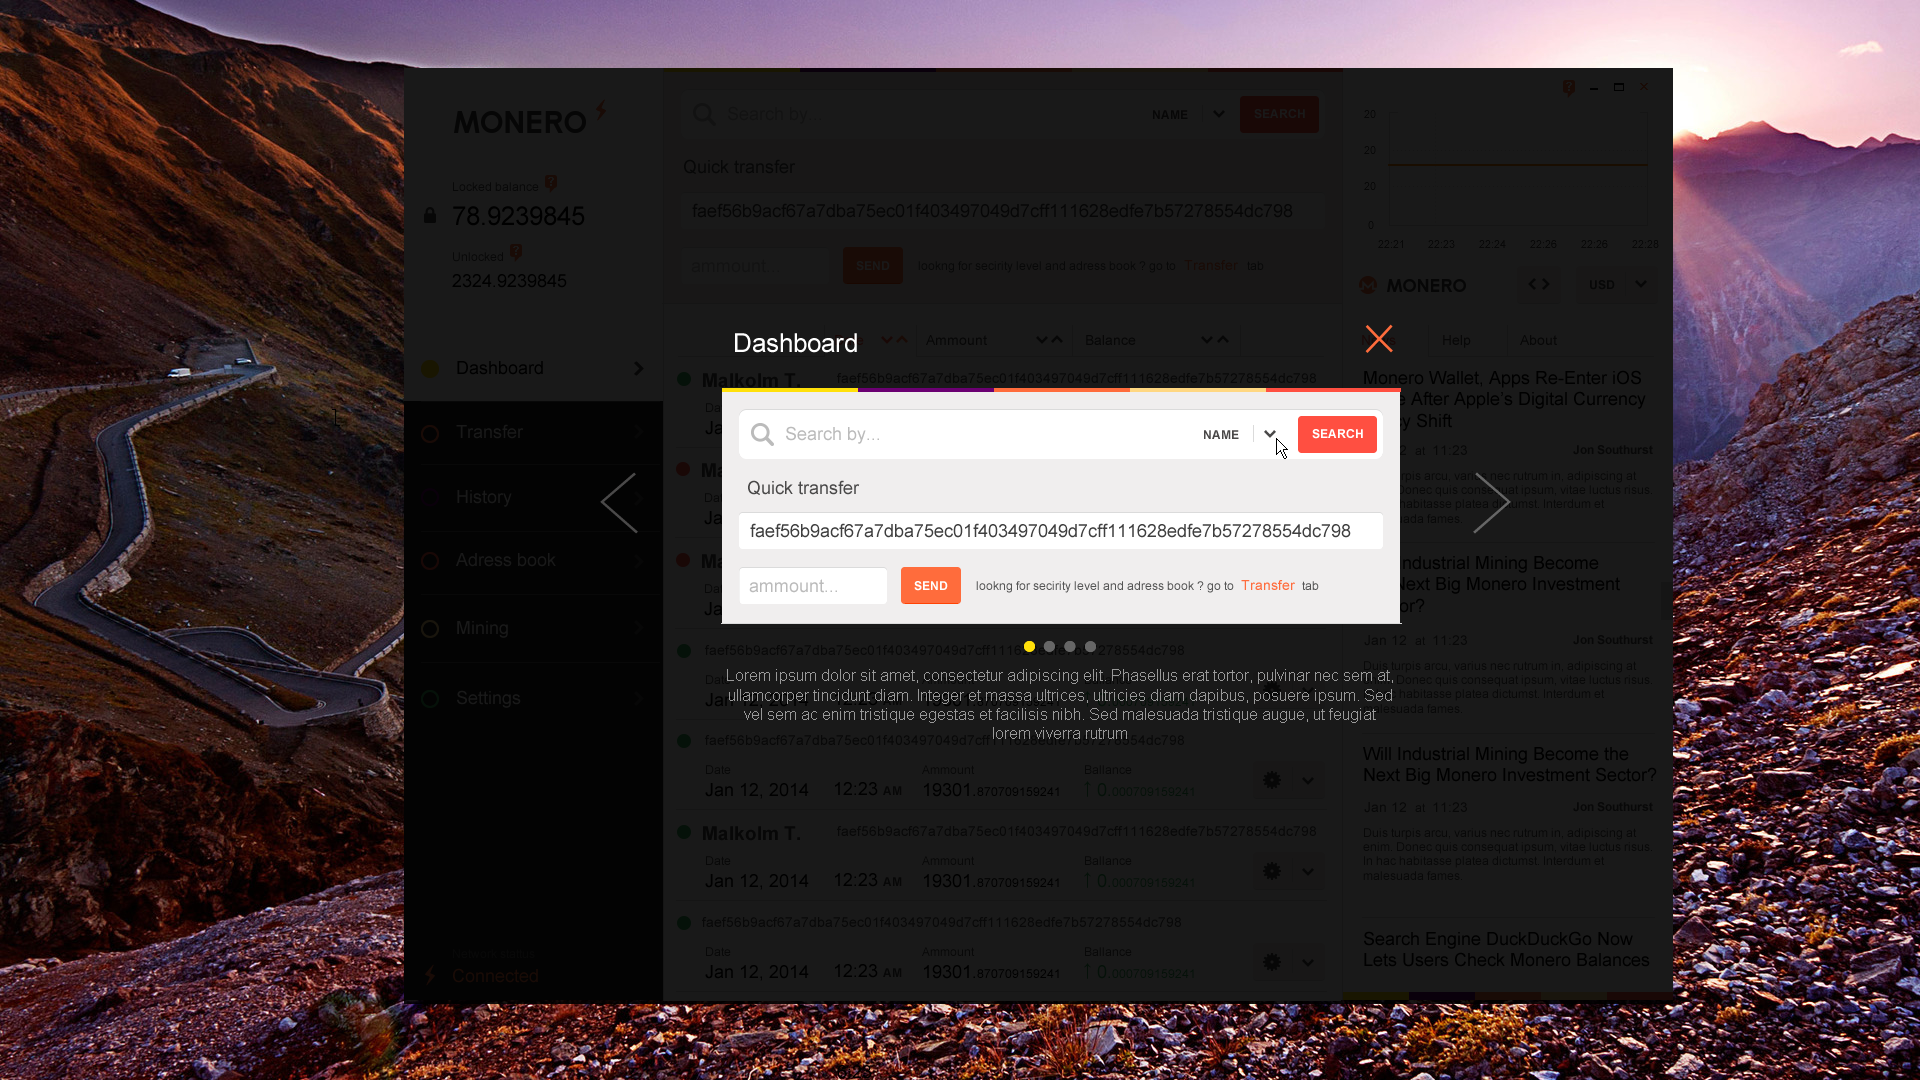 MONERO
Locked balance
78.9239845
Unlocked
2324.9239845
Dashboard
Transfer
History
Adress book
Mining
Settings
Connected
Search by...
NAME
SEARCH
Quick transfer
faef56b9acf67a7dba75ec01f403497049d7cff111628edfe7b57278554dc798
ammount...
SEND
lookng for secirity level and adress book ? go to Transfer tab
Ammount
Balance
Malkolm T.
faef56b9acf67a7dba75ec01f403497049d7cff111628edfe7b57278554dc798
Dashboard
Search by...
NAME
SEARCH
Quick transfer
faef56b9acf67a7dba75ec01f403497049d7cff111628edfe7b57278554dc798
ammount...
SEND
lookng for secirity level and adress book ? go to Transfer tab
Lorem ipsum dolor sit amet, consectetur adipiscing elit. Phasellus erat tortor, pulvinar nec sem at,
ullamcorper tincidunt diam. Integer et massa ultrices, ultricies diam dapibus, posuere ipsum. Sed
vel sem ac enim tristique egestas et facilisis nibh. Sed malesuada tristique augue, ut feugiat
lorem viverra rutrum
faef56b9acf67a7dba75ec01f403497049d7cff111628edfe7b57278554dc798
Date
Ammount
Ballance
Jan 12, 2014
12:23 AM
19301.870709159241
↑ 0.000709159241
Malkolm T.
faef56b9acf67a7dba75ec01f403497049d7cff111628edfe7b57278554dc798
Date
Ammount
Ballance
Jan 12, 2014
12:23 AM
19301.870709159241
↑ 0.000709159241
faef56b9acf67a7dba75ec01f403497049d7cff111628edfe7b57278554dc798
Date
Ammount
Ballance
Jan 12, 2014
12:23 AM
19301.870709159241
↑ 0.000709159241
20
20
20
0
22:21 22:23 22:24 22:26 22:26 22:28
MONERO
USD
Help
About
Monero Wallet, Apps Re-Enter iOS
After Apple's Digital Currency
Shift
at 11:23
Jon Southurst
Industrial Mining Become
Next Big Monero Investment
Jan 12 at 11:23
Jon Southurst
Duis turpis arcu, varius nec rutrum in, adipiscing at
Donec quis consequat ipsum, vitae luctus risus.
habitasse platea dictumst. Interdum et
malesuada fames.
Will Industrial Mining Become the
Next Big Monero Investment Sector?
Jan 12 at 11:23
Jon Southurst
Duis turpis arcu, varius nec rutrum in, adipiscing at
enim. Donec quis consequat ipsum, vitae luctus risus.
In hac habitasse platea dictumst. Interdum et
malesuada fames.
Search Engine DuckDuckGo Now
Lets Users Check Monero Balances